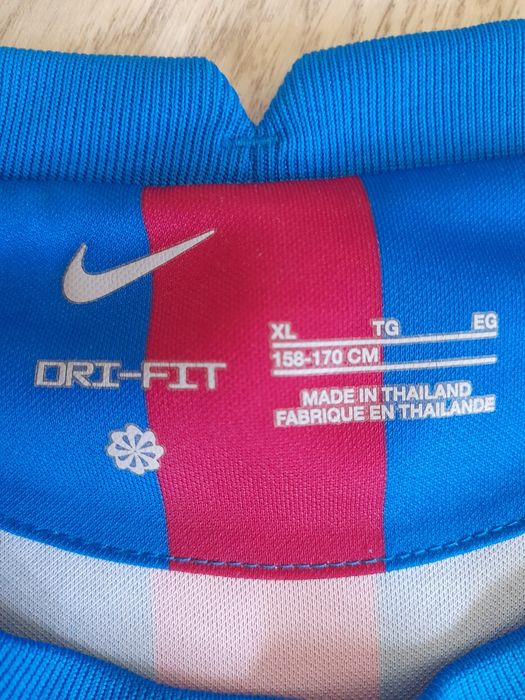 DRI-FIT
XL TG EG
158-170 CM
MADE IN THAILAND
FABRIQUE EN THAILANDE